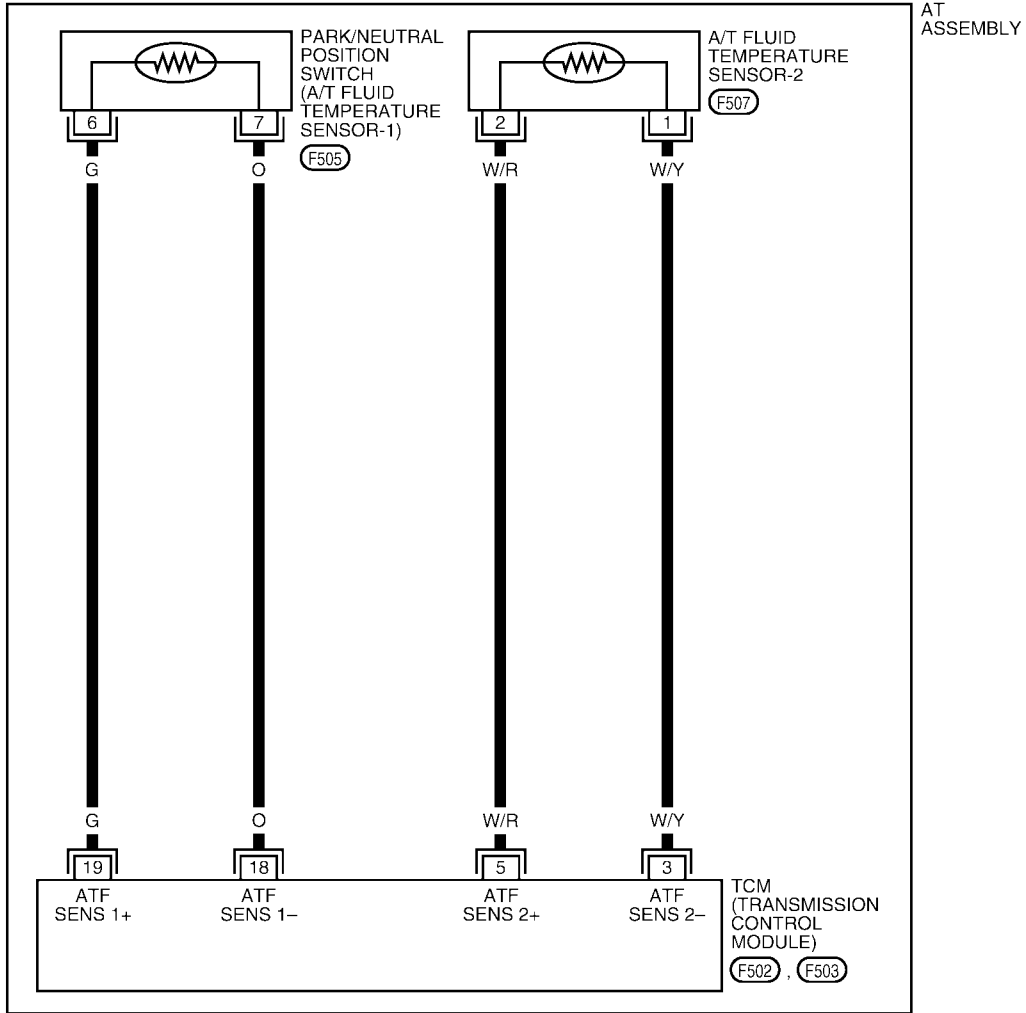 AT
ASSEMBLY
PARK/NEUTRAL
POSITION
SWITCH
(A/T FLUID
TEMPERATURE
SENSOR-1)
F505
A/T FLUID
TEMPERATURE
SENSOR-2
F507
6
7
2
1
G
O
W/R
W/Y
G
O
W/R
W/Y
19
18
5
3
ATF
SENS 1+
ATF
SENS 1–
ATF
SENS 2+
ATF
SENS 2–
TCM
(TRANSMISSION
CONTROL
MODULE)
F502 , F503